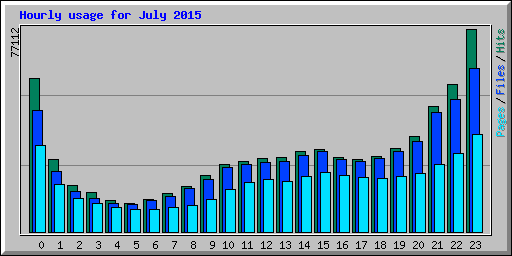 Hourly usage for July 2015
77112
Pages/Files/Hits
0 1 2 3 4 5 6 7 8 9 10 11 12 13 14 15 16 17 18 19 20 21 22 23